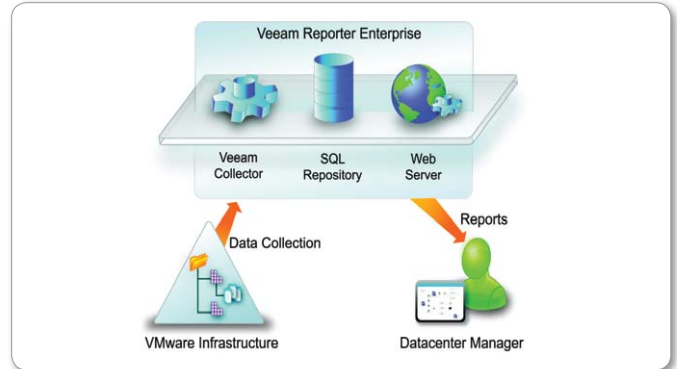 Veeam Reporter Enterprise
Veeam
Collector
SQL
Repository
Web
Server
Reports
Data Collection
VMware Infrastructure
Datacenter Manager